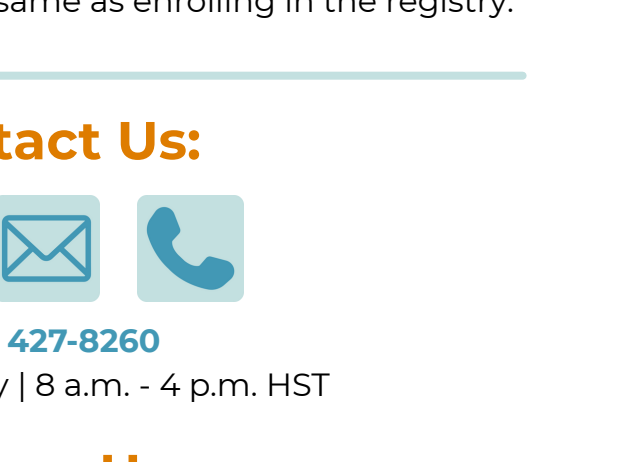 same as enrolling in the registry.
tact Us:
427-8260
y | 8 a.m. - 4 p.m. HST